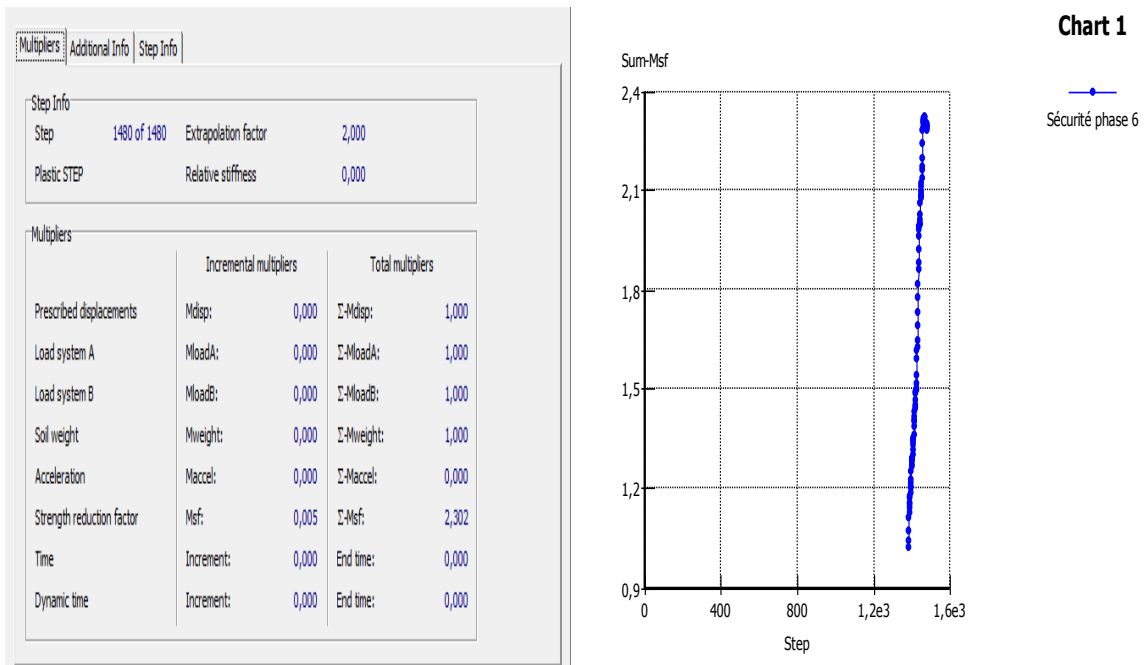 Multipliers Additional Info Step Info
Step Info
Step 1480 of 1480 Extrapolation factor 2,000
Plastic STEP Relative stiffness 0,000
Multipliers
Incremental multipliers Total multipliers
Prescribed displacements Mdisp: 0,000 Σ-Mdisp: 1,000
Load system A MloadA: 0,000 Σ-MloadA: 1,000
Load system B MloadB: 0,000 Σ-MloadB: 1,000
Soil weight Mweight: 0,000 Σ-Mweight: 1,000
Acceleration Maccel: 0,000 Σ-Maccel: 0,000
Strength reduction factor Msf: 0,005 Σ-Msf: 2,302
Time Increment: 0,000 End time: 0,000
Dynamic time Increment: 0,000 End time: 0,000
Chart 1
Sum-Msf
Sécurité phase 6
2,4
2,1
1,8
1,5
1,2
0,9
0 400 800 1,2e3 1,6e3
Step